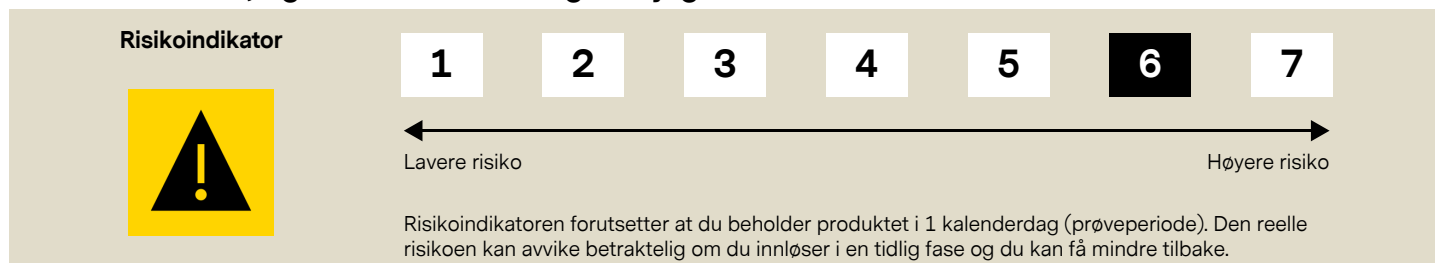 Risikoindikator
1 2 3 4 5 6 7
Lavere risiko Høyere risiko
Risikoindikatoren forutsetter at du beholder produktet i 1 kalenderdag (prøveperiode). Den reelle
risikoen kan avvike betraktelig om du innløser i en tidlig fase og du kan få mindre tilbake.